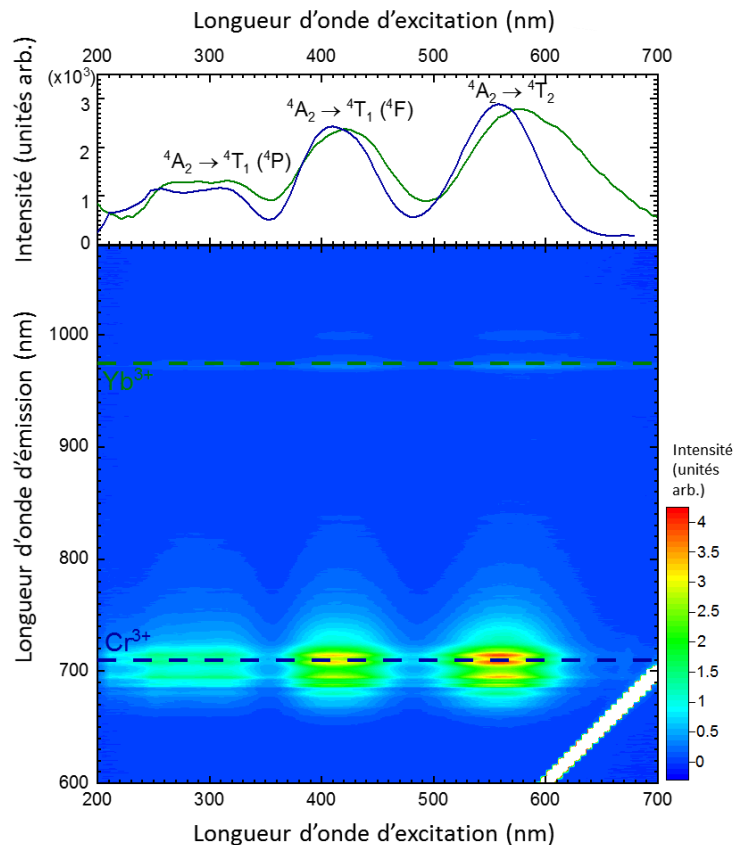 Longueur d'onde d'excitation (nm)
200 300 400 500 600 700
(x10³)
3
2
1
0
Intensité (unités arb.)
⁴A₂ → ⁴T₁ (⁴P)
⁴A₂ → ⁴T₁ (⁴F)
⁴A₂ → ⁴T₂
Longueur d'onde d'émission (nm)
1000
900
800
700
600
Yb³⁺
Cr³⁺
Intensité
(unités
arb.)
4
3.5
3
2.5
2
1.5
1
0.5
0
200 300 400 500 600 700
Longueur d'onde d'excitation (nm)